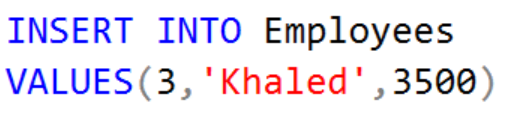 INSERT INTO Employees
VALUES(3,'Khaled',3500)